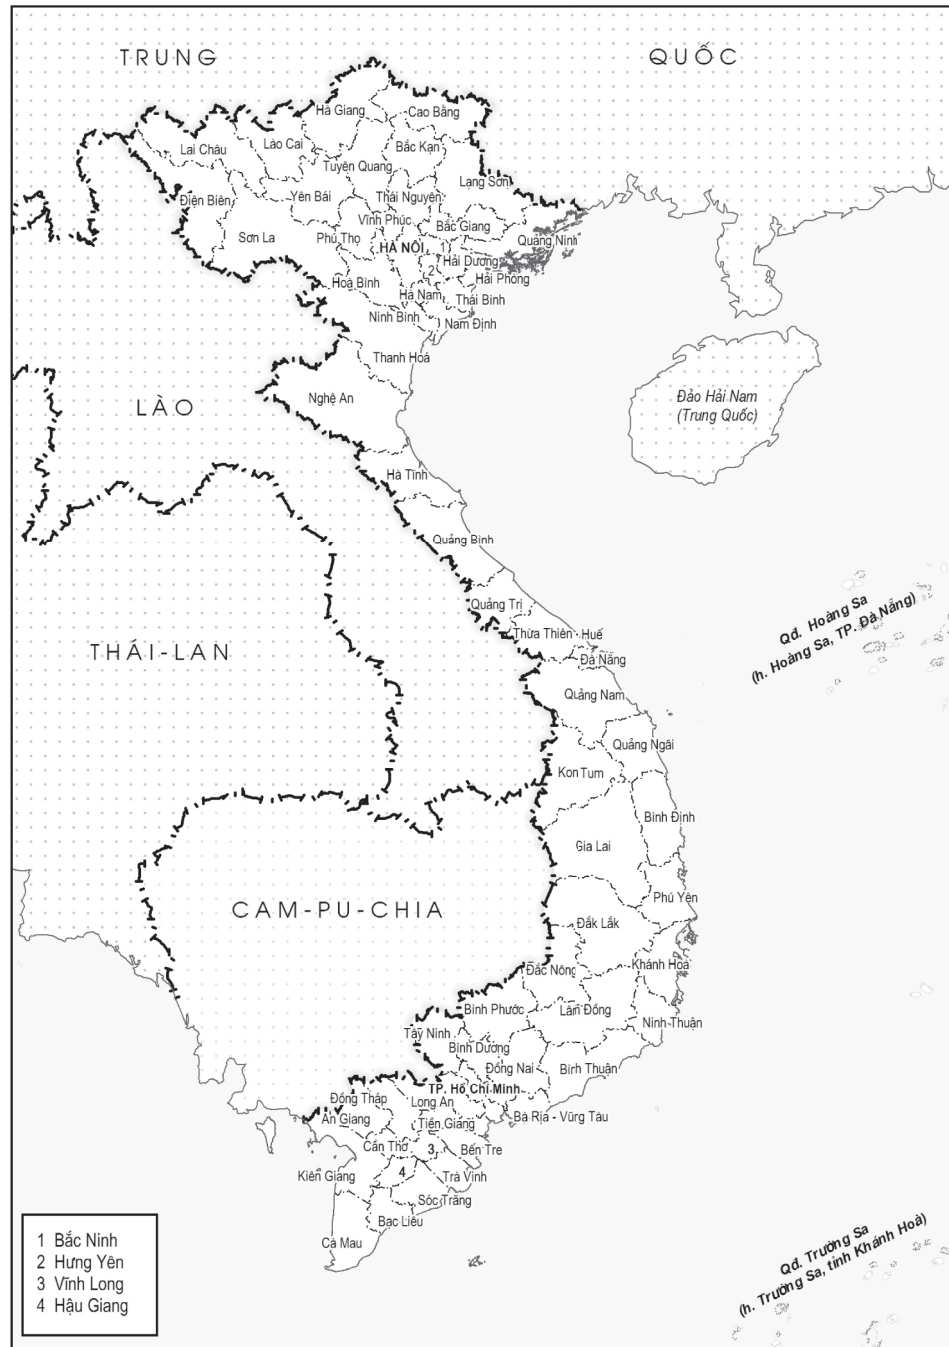 TRUNG QUỐC
Hà Giang
Cao Bằng
Lai Châu
Lào Cai
Bắc Kạn
Tuyên Quang
Lạng Sơn
Điện Biên
Yên Bái
Thái Nguyên
Vĩnh Phúc
Bắc Giang
Sơn La
Phú Thọ
HÀ NỘI
1
Quảng Ninh
Hải Dương
2
Hoà Bình
Hải Phòng
Hà Nam
Thái Bình
Ninh Bình
Nam Định
Thanh Hoá
Nghệ An
LÀO
Đảo Hải Nam
(Trung Quốc)
Hà Tĩnh
Quảng Bình
Quảng Trị
Thừa Thiên - Huế
Đà Nẵng
Qđ. Hoàng Sa
(h. Hoàng Sa, TP. Đà Nẵng)
THÁI-LAN
Quảng Nam
Quảng Ngãi
Kon Tum
Bình Định
Gia Lai
Phú Yên
CAM-PU-CHIA
Đắk Lắk
Đắc Nông
Khánh Hoà
Bình Phước
Lân Đồng
Ninh Thuận
Tây Ninh
Bình Dương
Đồng Nai
Bình Thuận
TP. Hồ Chí Minh
Đồng Tháp
Long An
Bà Rịa - Vũng Tàu
An Giang
Tiền Giang
Cần Thơ
3
Bến Tre
Kiên Giang
4
Trà Vinh
Sóc Trăng
Bạc Liêu
Cà Mau
Qđ. Trường Sa
(h. Trường Sa, tỉnh Khánh Hoà)
1 Bắc Ninh
2 Hưng Yên
3 Vĩnh Long
4 Hậu Giang